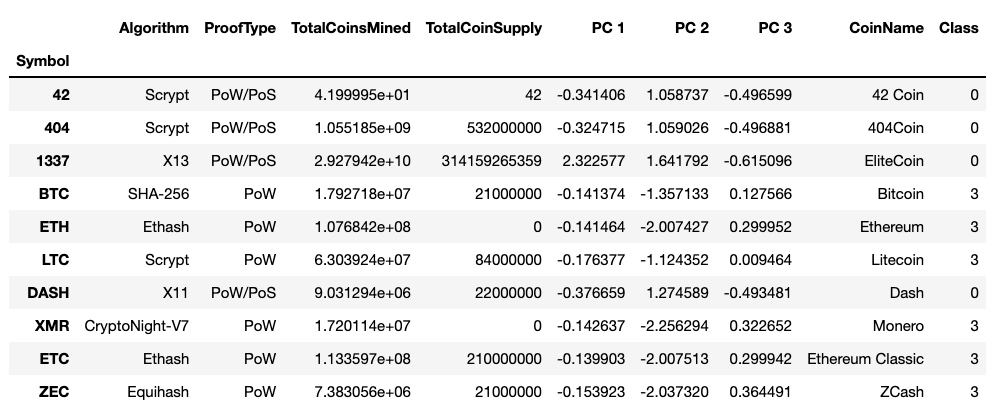 Algorithm ProofType TotalCoinsMined TotalCoinSupply PC 1 PC 2 PC 3 CoinName Class
Symbol
42 Scrypt PoW/PoS 4.199995e+01 42 -0.341406 1.058737 -0.496599 42 Coin 0
404 Scrypt PoW/PoS 1.055185e+09 532000000 -0.324715 1.059026 -0.496881 404Coin 0
1337 X13 PoW/PoS 2.927942e+10 314159265359 2.322577 1.641792 -0.615096 EliteCoin 0
BTC SHA-256 PoW 1.792718e+07 21000000 -0.141374 -1.357133 0.127566 Bitcoin 3
ETH Ethash PoW 1.076842e+08 0 -0.141464 -2.007427 0.299952 Ethereum 3
LTC Scrypt PoW 6.303924e+07 84000000 -0.176377 -1.124352 0.009464 Litecoin 3
DASH X11 PoW/PoS 9.031294e+06 22000000 -0.376659 1.274589 -0.493481 Dash 0
XMR CryptoNight-V7 PoW 1.720114e+07 0 -0.142637 -2.256294 0.322652 Monero 3
ETC Ethash PoW 1.133597e+08 210000000 -0.139903 -2.007513 0.299942 Ethereum Classic 3
ZEC Equihash PoW 7.383056e+06 21000000 -0.153923 -2.037320 0.364491 ZCash 3